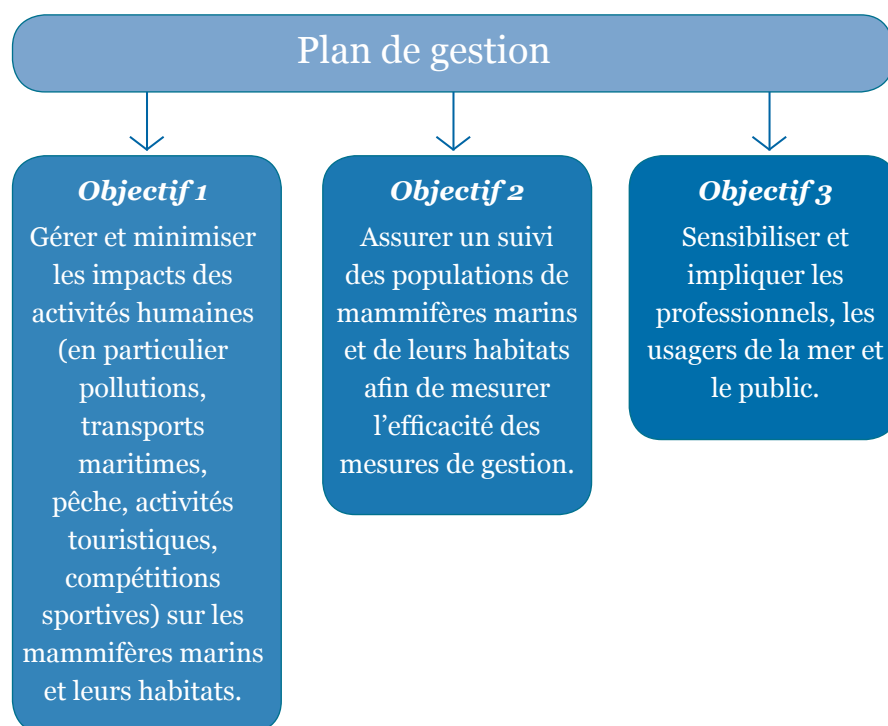 Plan de gestion
Objectif 1
Gérer et minimiser
les impacts des
activités humaines
(en particulier
pollutions,
transports
maritimes,
pêche, activités
touristiques,
compétitions
sportives) sur les
mammifères marins
et leurs habitats.
Objectif 2
Assurer un suivi
des populations de
mammifères marins
et de leurs habitats
afin de mesurer
l’efficacité des
mesures de gestion.
Objectif 3
Sensibiliser et
impliquer les
professionnels, les
usagers de la mer et
le public.